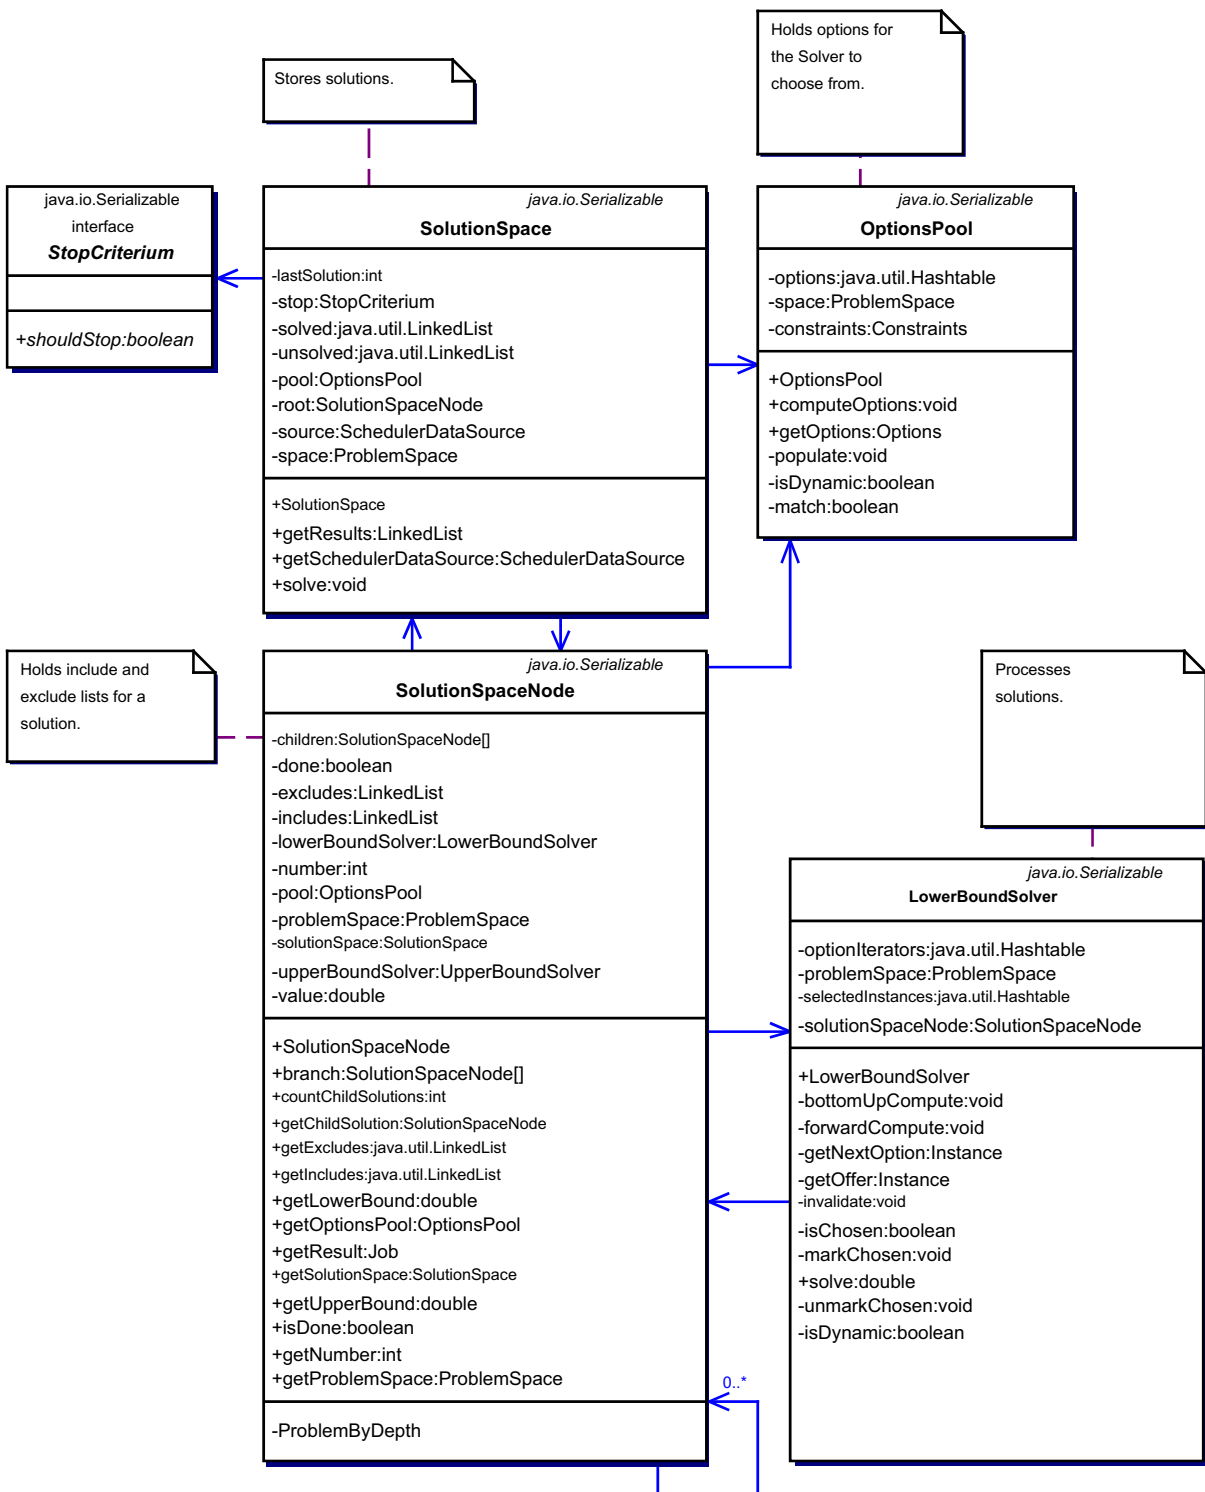 Holds options for
the Solver to
choose from.
Stores solutions.
java.io.Serializable
interface
StopCriterium
+shouldStop:boolean
java.io.Serializable
SolutionSpace
-lastSolution:int
-stop:StopCriterium
-solved:java.util.LinkedList
-unsolved:java.util.LinkedList
-pool:OptionsPool
-root:SolutionSpaceNode
-source:SchedulerDataSource
-space:ProblemSpace
+SolutionSpace
+getResults:LinkedList
+getSchedulerDataSource:SchedulerDataSource
+solve:void
java.io.Serializable
OptionsPool
-options:java.util.Hashtable
-space:ProblemSpace
-constraints:Constraints
+OptionsPool
+computeOptions:void
+getOptions:Options
-populate:void
-isDynamic:boolean
-match:boolean
Holds include and
exclude lists for a
solution.
java.io.Serializable
SolutionSpaceNode
-children:SolutionSpaceNode[]
-done:boolean
-excludes:LinkedList
-includes:LinkedList
-lowerBoundSolver:LowerBoundSolver
-number:int
-pool:OptionsPool
-problemSpace:ProblemSpace
-solutionSpace:SolutionSpace
-upperBoundSolver:UpperBoundSolver
-value:double
+SolutionSpaceNode
+branch:SolutionSpaceNode[]
+countChildSolutions:int
+getChildSolution:SolutionSpaceNode
+getExcludes:java.util.LinkedList
+getIncludes:java.util.LinkedList
+getLowerBound:double
+getOptionsPool:OptionsPool
+getResult:Job
+getSolutionSpace:SolutionSpace
+getUpperBound:double
+isDone:boolean
+getNumber:int
+getProblemSpace:ProblemSpace
-ProblemByDepth
0..*
Processes
solutions.
java.io.Serializable
LowerBoundSolver
-optionIterators:java.util.Hashtable
-problemSpace:ProblemSpace
-selectedInstances:java.util.Hashtable
-solutionSpaceNode:SolutionSpaceNode
+LowerBoundSolver
-bottomUpCompute:void
-forwardCompute:void
-getNextOption:Instance
-getOffer:Instance
-invalidate:void
-isChosen:boolean
-markChosen:void
+solve:double
-unmarkChosen:void
-isDynamic:boolean